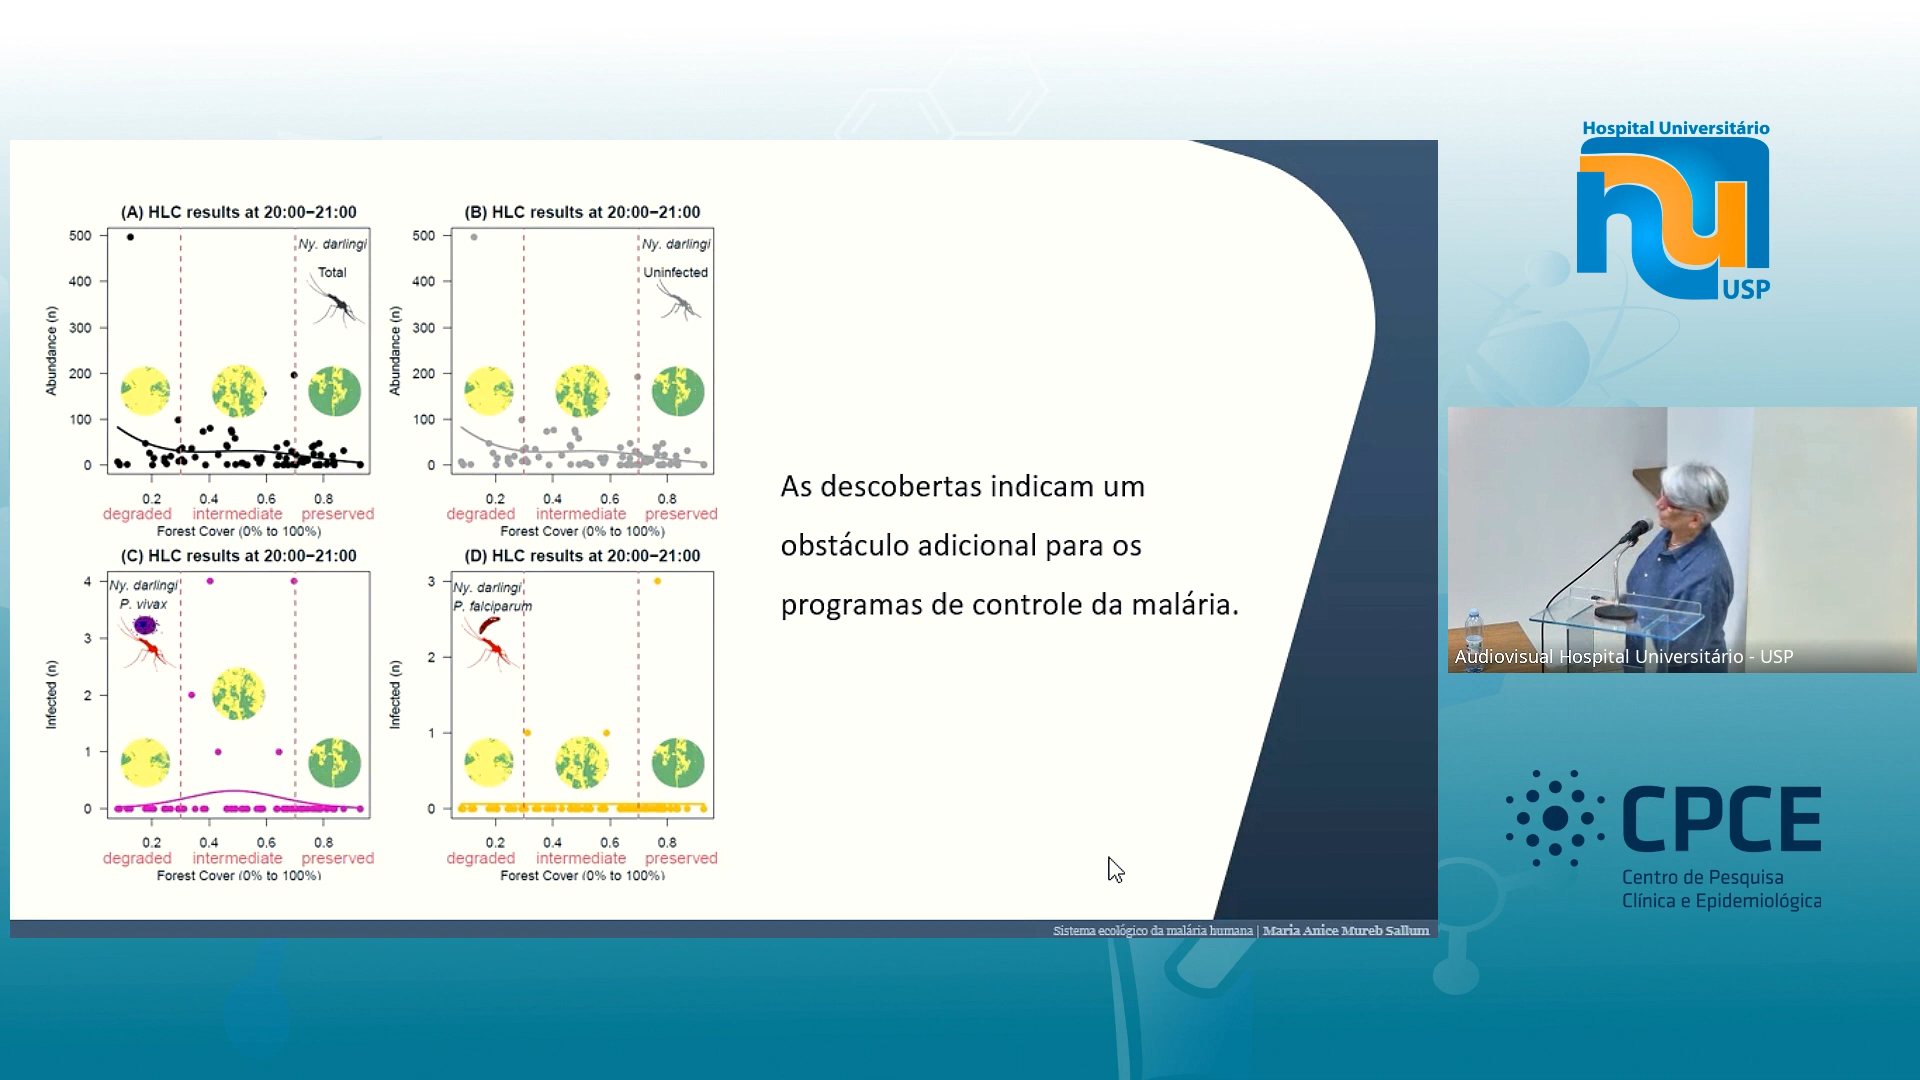 Hospital Universitário
hu
USP
(A) HLC results at 20:00−21:00
Ny. darlingi
Total
Abundance (n)
500
400
300
200
100
0
0.2 0.4 0.6 0.8
degraded intermediate preserved
Forest Cover (0% to 100%)
(B) HLC results at 20:00−21:00
Ny. darlingi
Uninfected
Abundance (n)
500
400
300
200
100
0
0.2 0.4 0.6 0.8
degraded intermediate preserved
Forest Cover (0% to 100%)
(C) HLC results at 20:00−21:00
Ny. darlingi
P. vivax
Infected (n)
4
3
2
1
0
0.2 0.4 0.6 0.8
degraded intermediate preserved
Forest Cover (0% to 100%)
(D) HLC results at 20:00−21:00
Ny. darlingi
P. falciparum
Infected (n)
3
2
1
0
0.2 0.4 0.6 0.8
degraded intermediate preserved
Forest Cover (0% to 100%)
As descobertas indicam um
obstáculo adicional para os
programas de controle da malária.
Sistema ecológico da malária humana | Maria Anice Mureb Sallum
Audiovisual Hospital Universitário - USP
CPCE
Centro de Pesquisa
Clínica e Epidemiológica